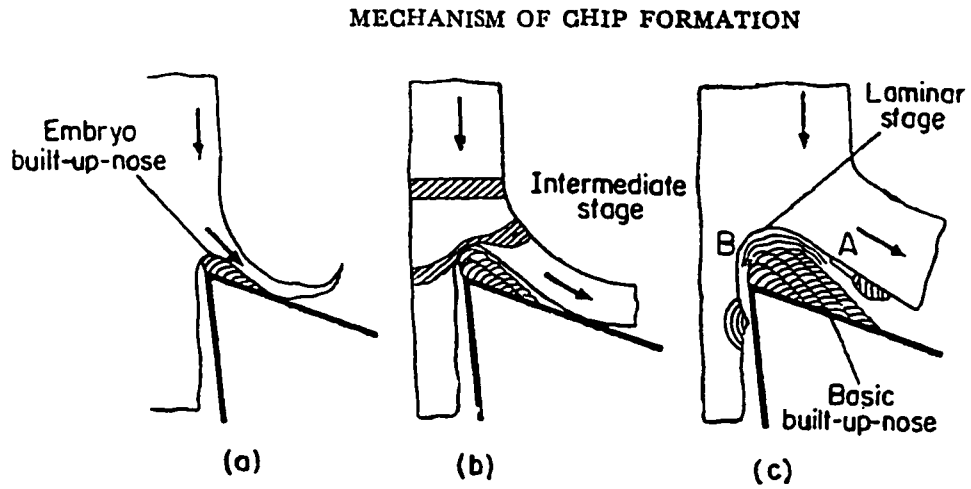 MECHANISM OF CHIP FORMATION
Embryo
built-up-nose
(a)
Intermediate
stage
(b)
Laminar
stage
B
A
Basic
built-up-nose
(c)